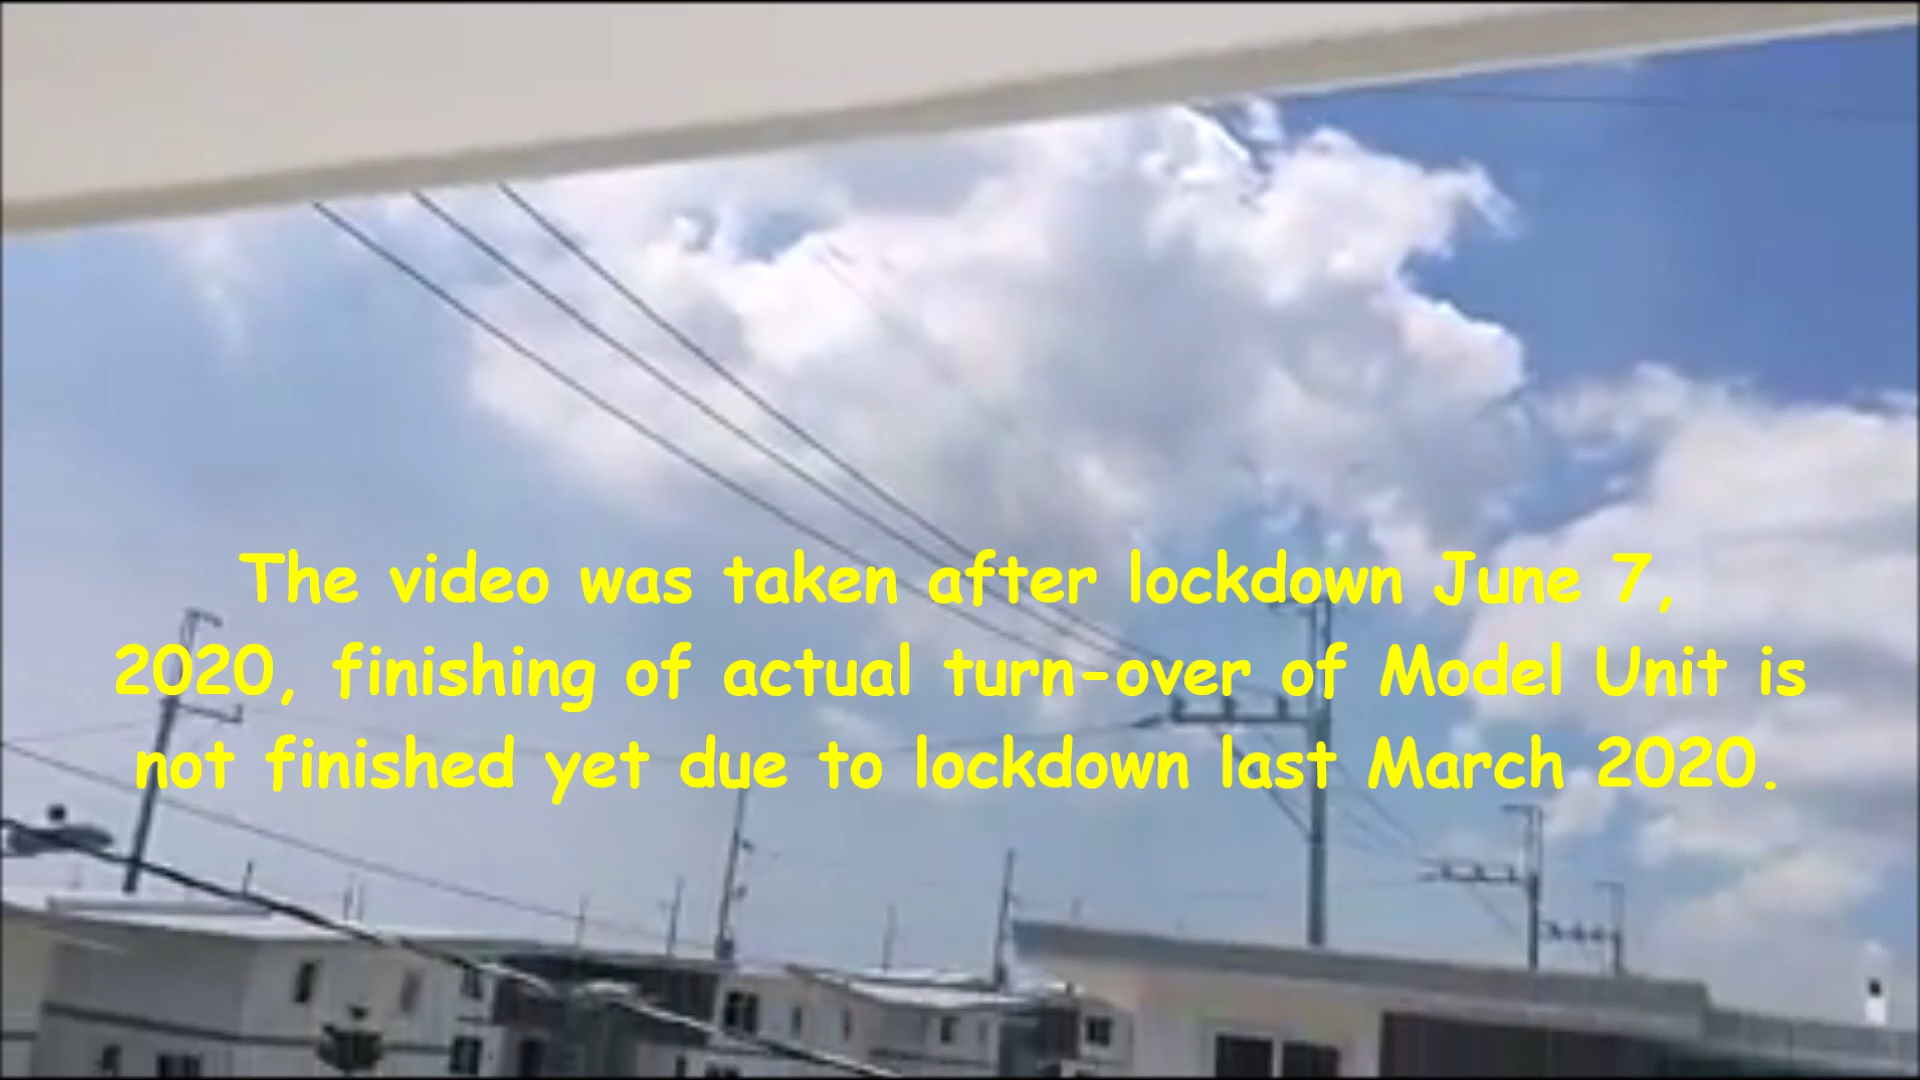 The video was taken after lockdown June 7,
2020, finishing of actual turn-over of Model Unit is
not finished yet due to lockdown last March 2020.